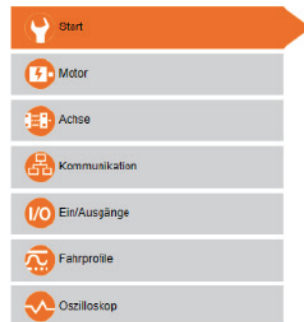 Start
Motor
Achse
Kommunikation
I/O Ein/Ausgänge
Fahrprofile
Oszilloskop